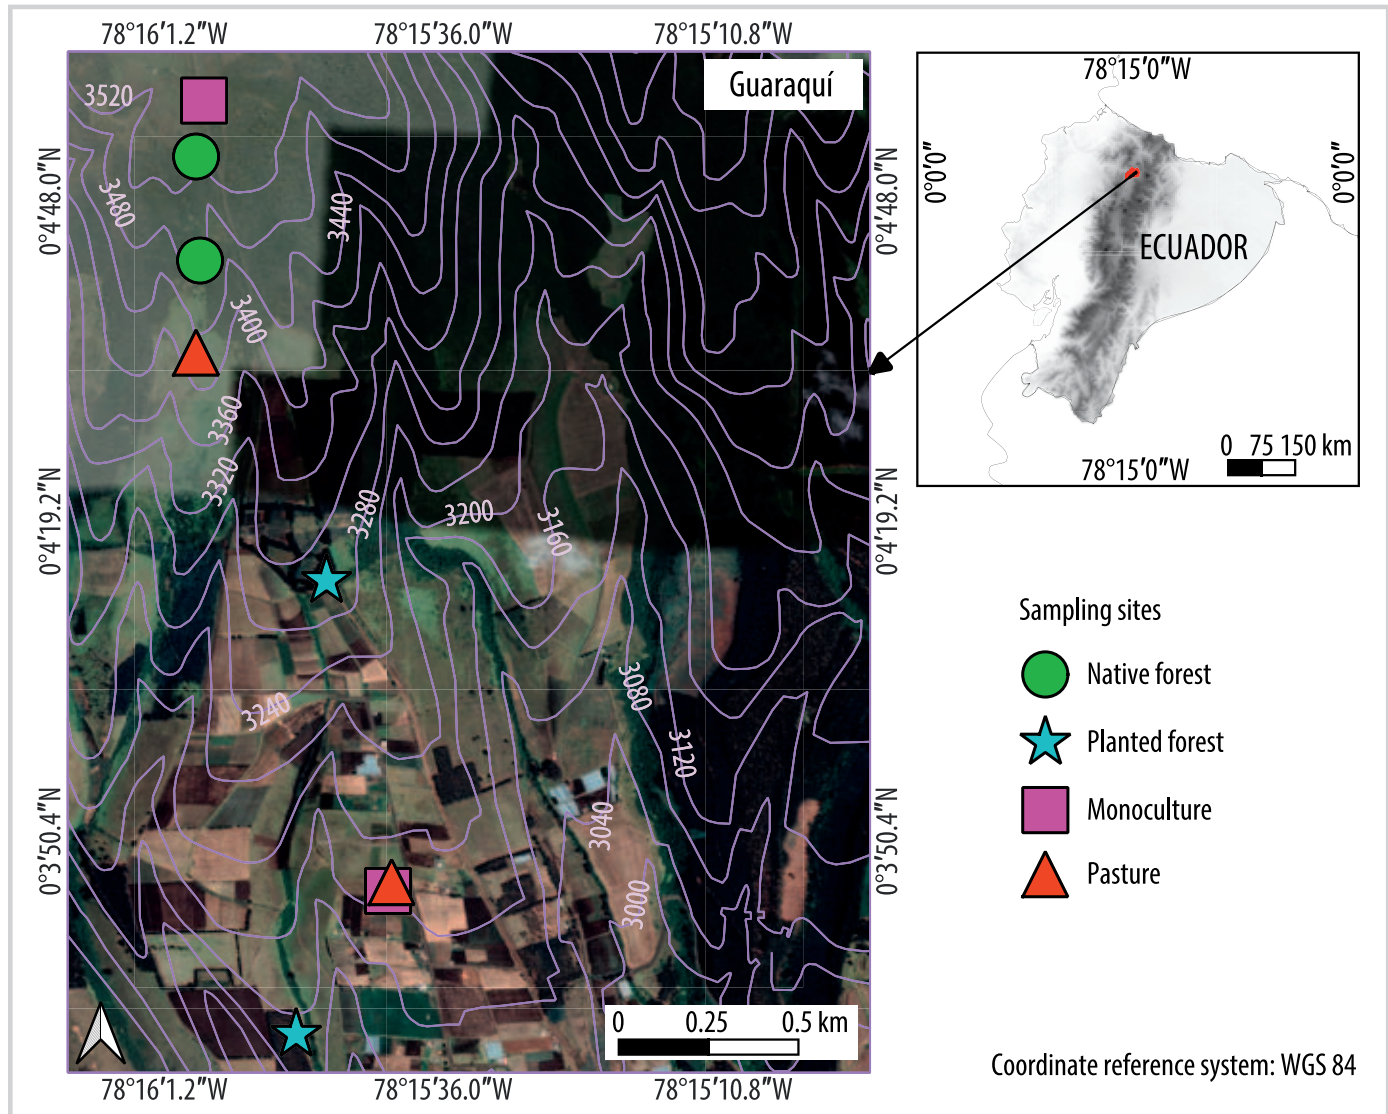 78°16′1.2″W 78°15′36.0″W 78°15′10.8″W
Guaraquí
3520
3480
3440
3400
3360
3320
3280
3200
3160
3240
3080
3120
3040
3000
0°4′48.0″N
0°4′19.2″N
0°3′50.4″N
0°4′48.0″N
0°4′19.2″N
0°3′50.4″N
0 0.25 0.5 km
78°16′1.2″W 78°15′36.0″W 78°15′10.8″W
78°15′0″W
0°0′0″
0°0′0″
ECUADOR
0 75 150 km
78°15′0″W
Sampling sites
Native forest
Planted forest
Monoculture
Pasture
Coordinate reference system: WGS 84